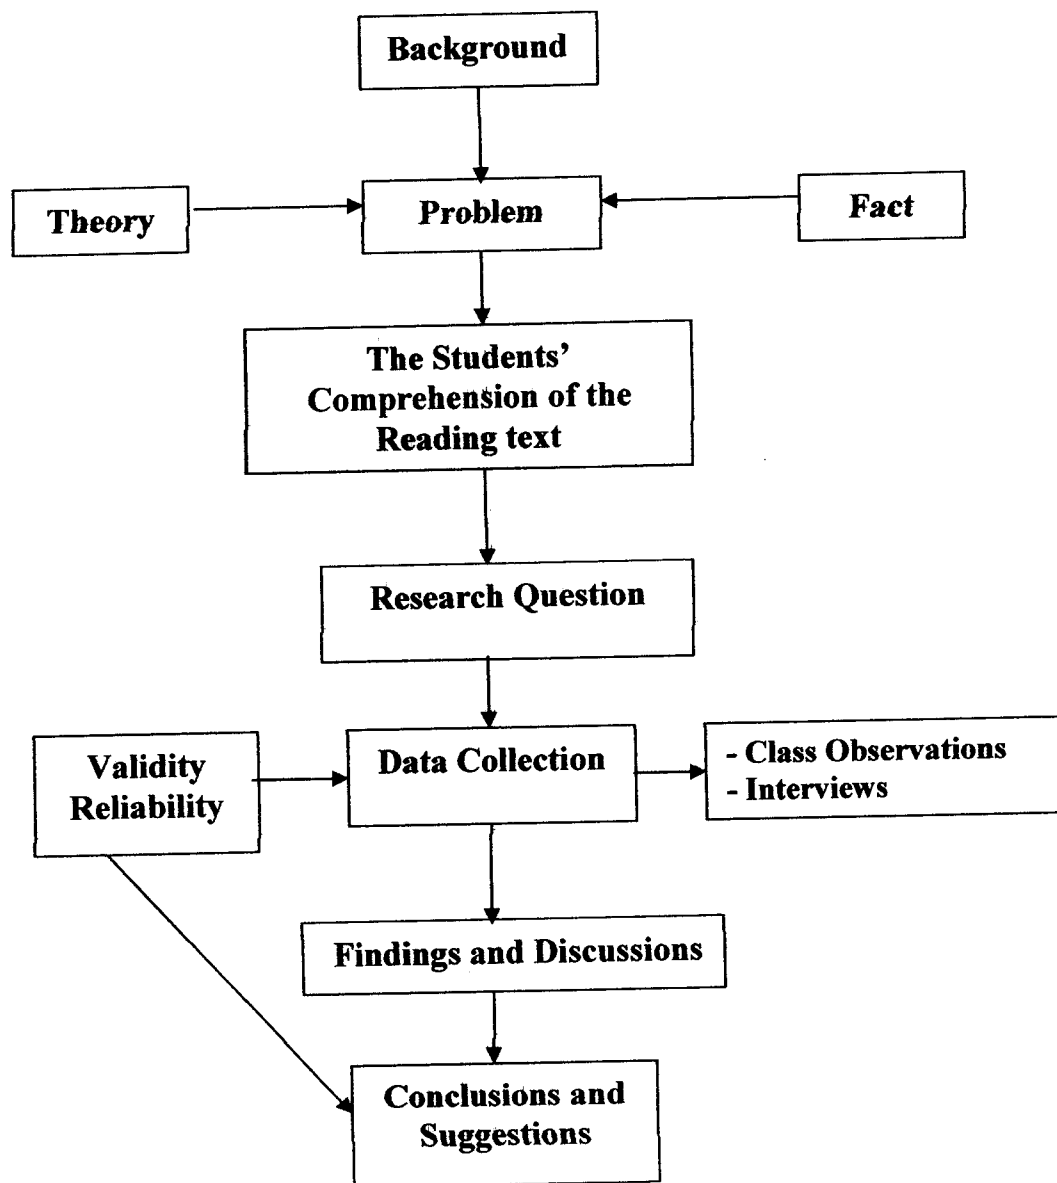 Background
Theory
Problem
Fact
The Students’
Comprehension of the
Reading text
Research Question
Validity
Reliability
Data Collection
- Class Observations
- Interviews
Findings and Discussions
Conclusions and
Suggestions